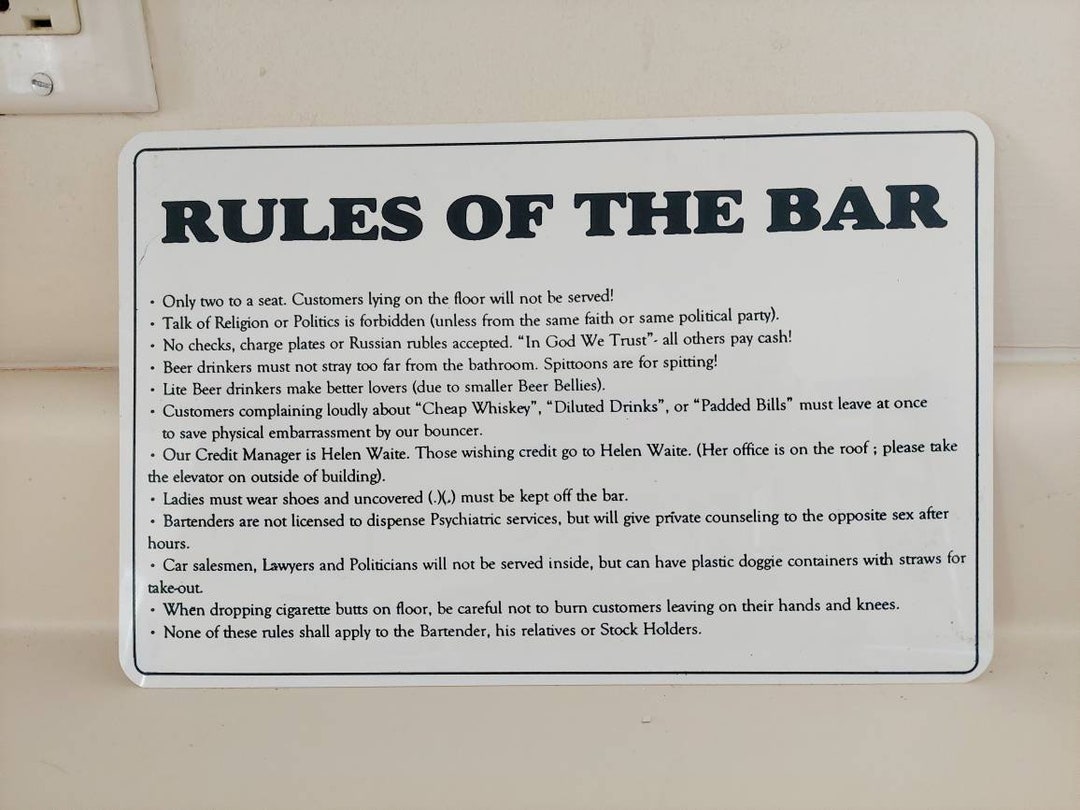 RULES OF THE BAR
• Only two to a seat. Customers lying on the floor will not be served!
• Talk of Religion or Politics is forbidden (unless from the same faith or same political party).
• No checks, charge plates or Russian rubles accepted. “In God We Trust”- all others pay cash!
• Beer drinkers must not stray too far from the bathroom. Spittoons are for spitting!
• Lite Beer drinkers make better lovers (due to smaller Beer Bellies).
• Customers complaining loudly about “Cheap Whiskey”, “Diluted Drinks”, or “Padded Bills” must leave at once
to save physical embarrassment by our bouncer.
• Our Credit Manager is Helen Waite. Those wishing credit go to Helen Waite. (Her office is on the roof ; please take
the elevator on outside of building).
• Ladies must wear shoes and uncovered (.)(.) must be kept off the bar.
• Bartenders are not licensed to dispense Psychiatric services, but will give private counseling to the opposite sex after
hours.
• Car salesmen, Lawyers and Politicians will not be served inside, but can have plastic doggie containers with straws for
take-out.
• When dropping cigarette butts on floor, be careful not to burn customers leaving on their hands and knees.
• None of these rules shall apply to the Bartender, his relatives or Stock Holders.